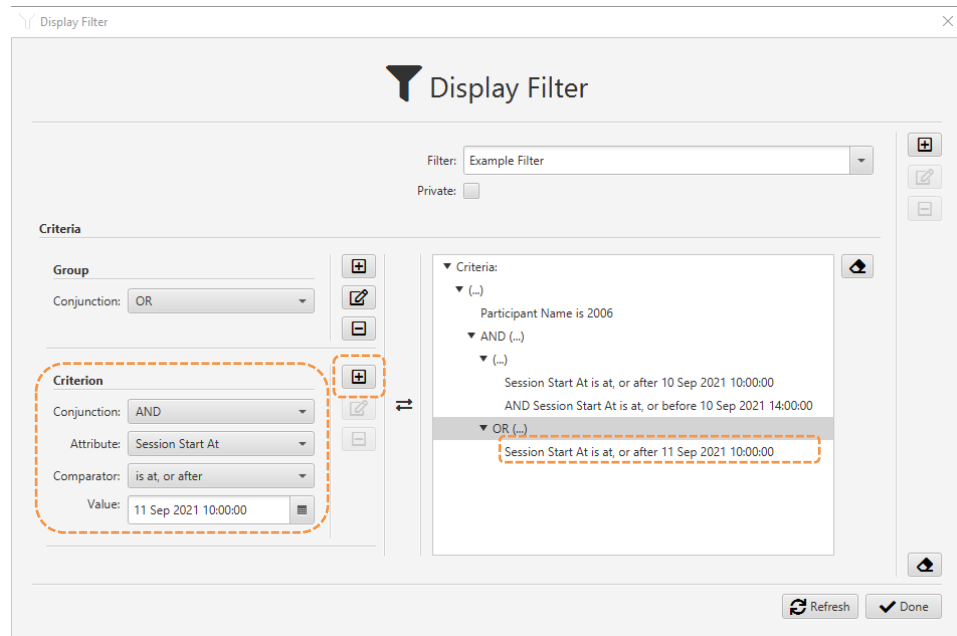 Display Filter
Display Filter
Filter: Example Filter
Private:
Criteria
Group
Conjunction: OR
Criterion
Conjunction: AND
Attribute: Session Start At
Comparator: is at, or after
Value: 11 Sep 2021 10:00:00
Criteria:
(...)
Participant Name is 2006
AND (...)
(...)
Session Start At is at, or after 10 Sep 2021 10:00:00
AND Session Start At is at, or before 10 Sep 2021 14:00:00
OR (...)
Session Start At is at, or after 11 Sep 2021 10:00:00
Refresh Done